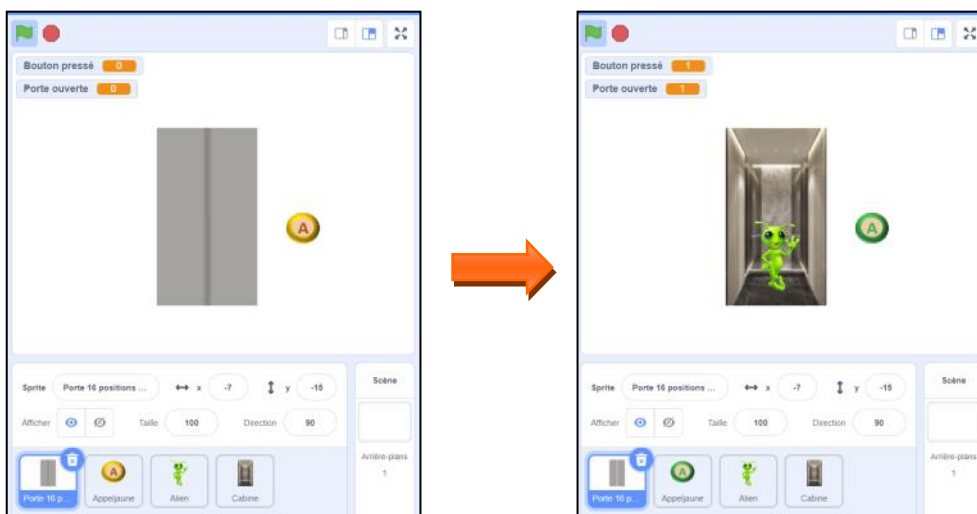 Bouton pressé 0
Porte ouverte 0
A
Sprite Porte 16 positions ... x -7 y -15
Afficher Taille 100 Direction 90
Scène
Arrière-plans
1
Porte 16 p... Appeljaune Alien Cabine
Bouton pressé 1
Porte ouverte 1
A
Sprite Porte 16 positions ... x -7 y -15
Afficher Taille 100 Direction 90
Scène
Arrière-plans
1
Porte 16 p... Appeljaune Alien Cabine